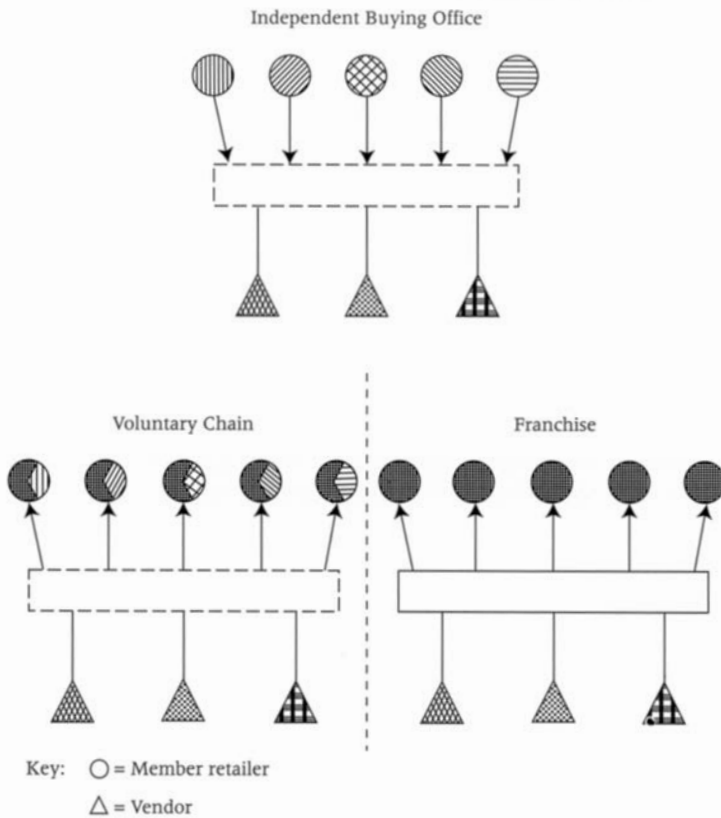 Independent Buying Office
Voluntary Chain
Franchise
Key: = Member retailer
= Vendor